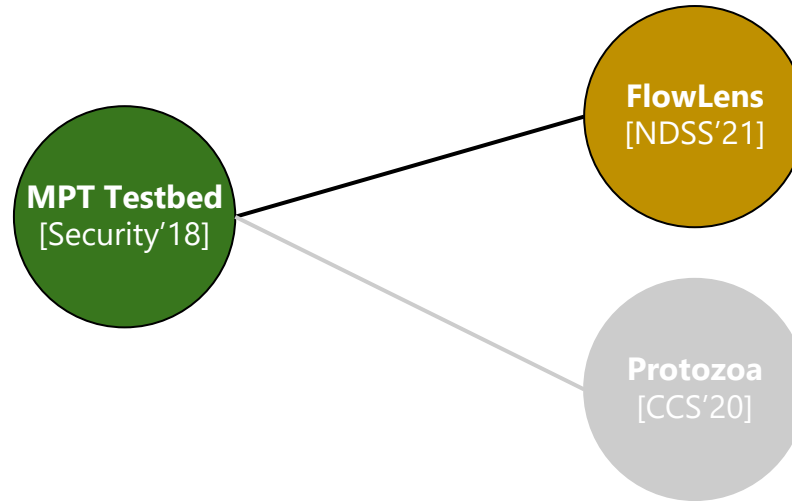 FlowLens
[NDSS’21]
MPT Testbed
[Security’18]
Protozoa
[CCS’20]